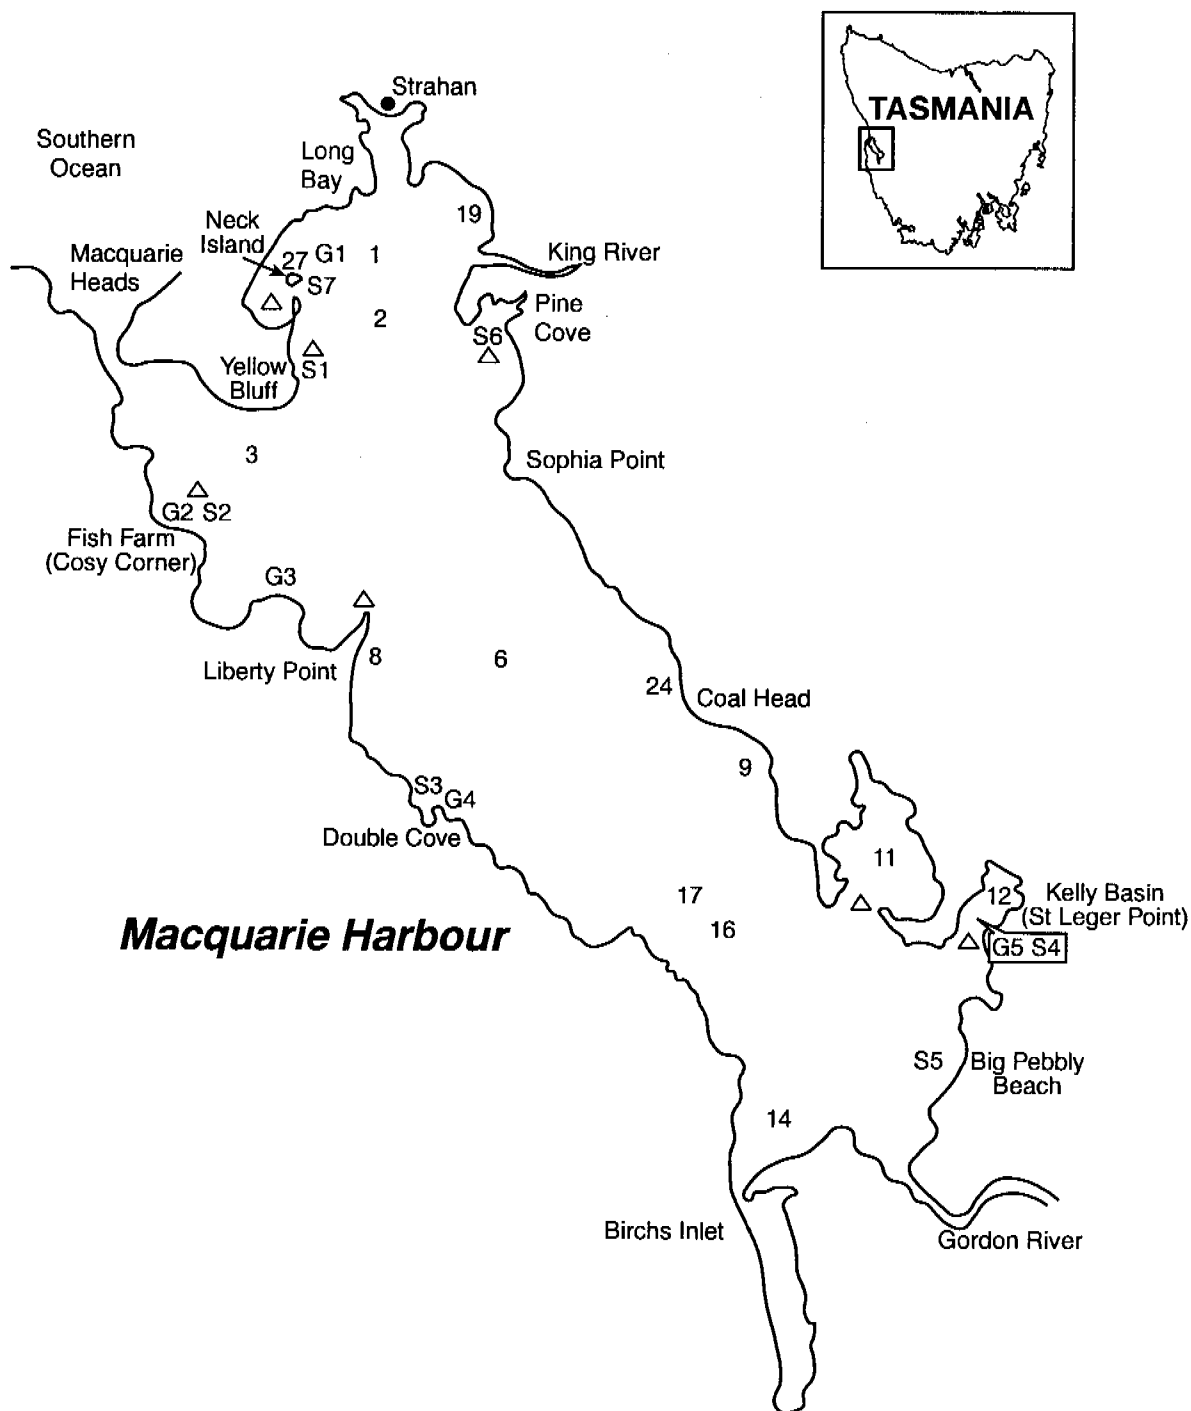 Strahan
TASMANIA
Southern
Ocean
Long
Bay
19
Neck
Island
27 G1
1
King River
Macquarie
Heads
S7
Pine
Cove
2
S6
Yellow
Bluff
S1
3
Sophia Point
G2 S2
Fish Farm
(Cosy Corner)
G3
8
6
Liberty Point
24
Coal Head
9
S3
G4
Double Cove
11
17
12
Kelly Basin
(St Leger Point)
16
Macquarie Harbour
G5 S4
S5
Big Pebbly
Beach
14
Birchs Inlet
Gordon River